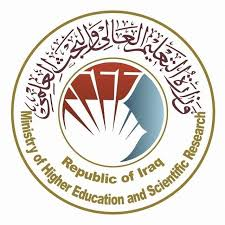 وزارة التعليم العالي والبحث العلمي
Republic of Iraq
Ministry of Higher Education and Scientific Research